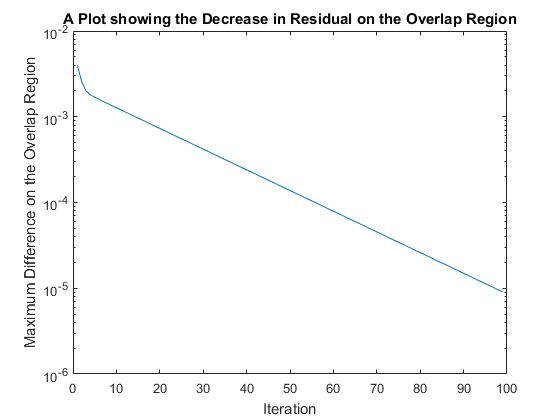 A Plot showing the Decrease in Residual on the Overlap Region
Maximum Difference on the Overlap Region
10-2
10-3
10-4
10-5
10-6
0 10 20 30 40 50 60 70 80 90 100
Iteration